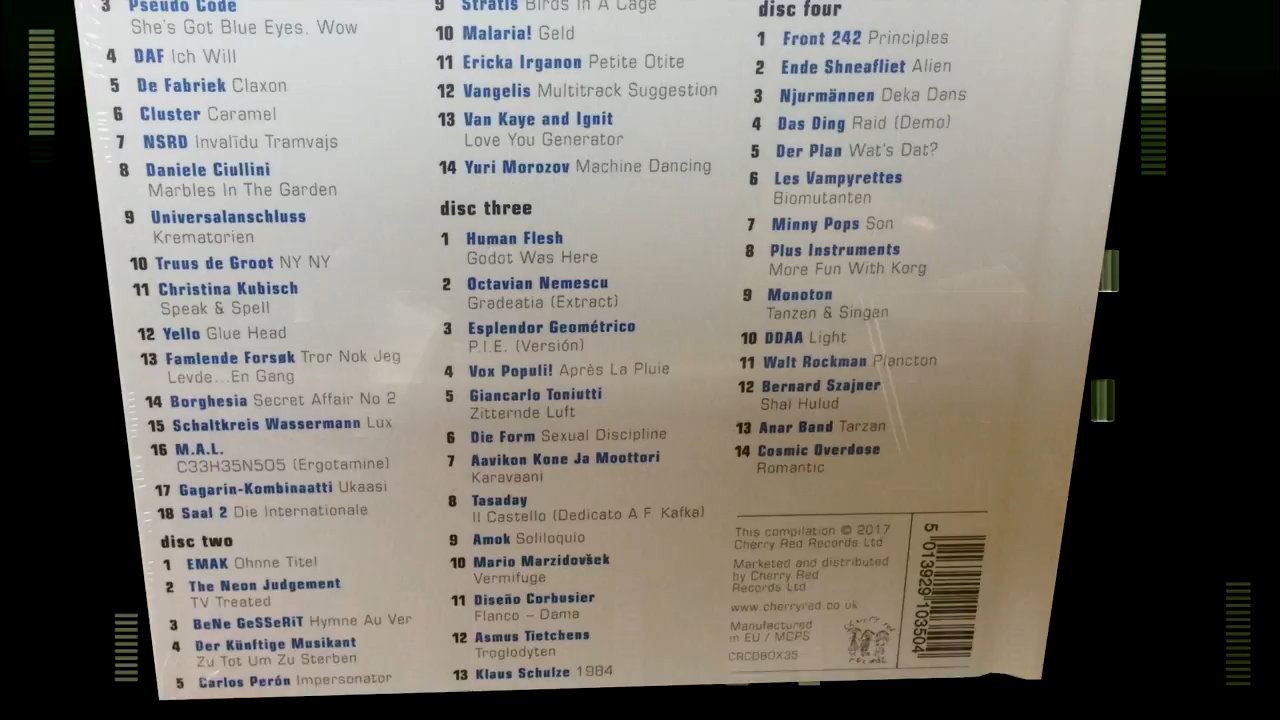 3 Pseudo Code
She's Got Blue Eyes, Wow
4 DAF Ich Will
5 De Fabriek Claxon
6 Cluster Caramel
7 NSRD Invalīdu Tramvajs
8 Daniele Ciullini
Marbles In The Garden
9 Universalanschluss
Krematorien
10 Truus de Groot NY NY
11 Christina Kubisch
Speak & Spell
12 Yello Glue Head
13 Famlende Forsøk Tror Nok Jeg
Levde...En Gang
14 Borghesia Secret Affair No 2
15 Schaltkreis Wassermann Lux
16 M.A.L.
C33H35N5O5 (Ergotamine)
17 Gagarin-Kombinaatti Ukaasi
18 Saal 2 Die Internationale
disc two
1 EMAK Ohnne Titel
2 The Neon Judgement
TV Treated
3 BeNe GeSSeRiT Hymne Au Ver
4 Der Künftige Musikant
Zu Tot Um Zu Sterben
5 Carlos Perón Impersonator
9 Stratis Birds In A Cage
10 Malaria! Geld
11 Ericka Irganon Petite Otite
12 Vangelis Multitrack Suggestion
13 Van Kaye and Ignit
Love You Generator
14 Yuri Morozov Machine Dancing
disc three
1 Human Flesh
Godot Was Here
2 Octavian Nemescu
Gradeatia (Extract)
3 Esplendor Geométrico
P.I.E. (Versión)
4 Vox Populi! Après La Pluie
5 Giancarlo Toniutti
Zitternde Luft
6 Die Form Sexual Discipline
7 Aavikon Kone Ja Moottori
Karavaani
8 Tasaday
Il Castello (Dedicato A F. Kafka)
9 Amok Soliloquio
10 Mario Marzidovšek
Vermifuge
11 Diseño Corbusier
Flanco – Dama
12 Asmus Tietchens
Troglodyten
13 Klaus Schulze 1984
disc four
1 Front 242 Principles
2 Ende Shneafliet Alien
3 Njurmännen Deka Dans
4 Das Ding Raid (Demo)
5 Der Plan Wat's Dat?
6 Les Vampyrettes
Biomutanten
7 Minny Pops Son
8 Plus Instruments
More Fun With Korg
9 Monoton
Tanzen & Singen
10 DDAA Light
11 Walt Rockman Plancton
12 Bernard Szajner
Shai Hulud
13 Anar Band Tarzan
14 Cosmic Overdose
Romantic
This compilation © 2017
Cherry Red Records Ltd
Marketed and distributed
by Cherry Red
Records Ltd.
www.cherryred.co.uk
Manufactured
in EU / MCPS
CRCDBOX35
cherry red
records
5 013929 103504